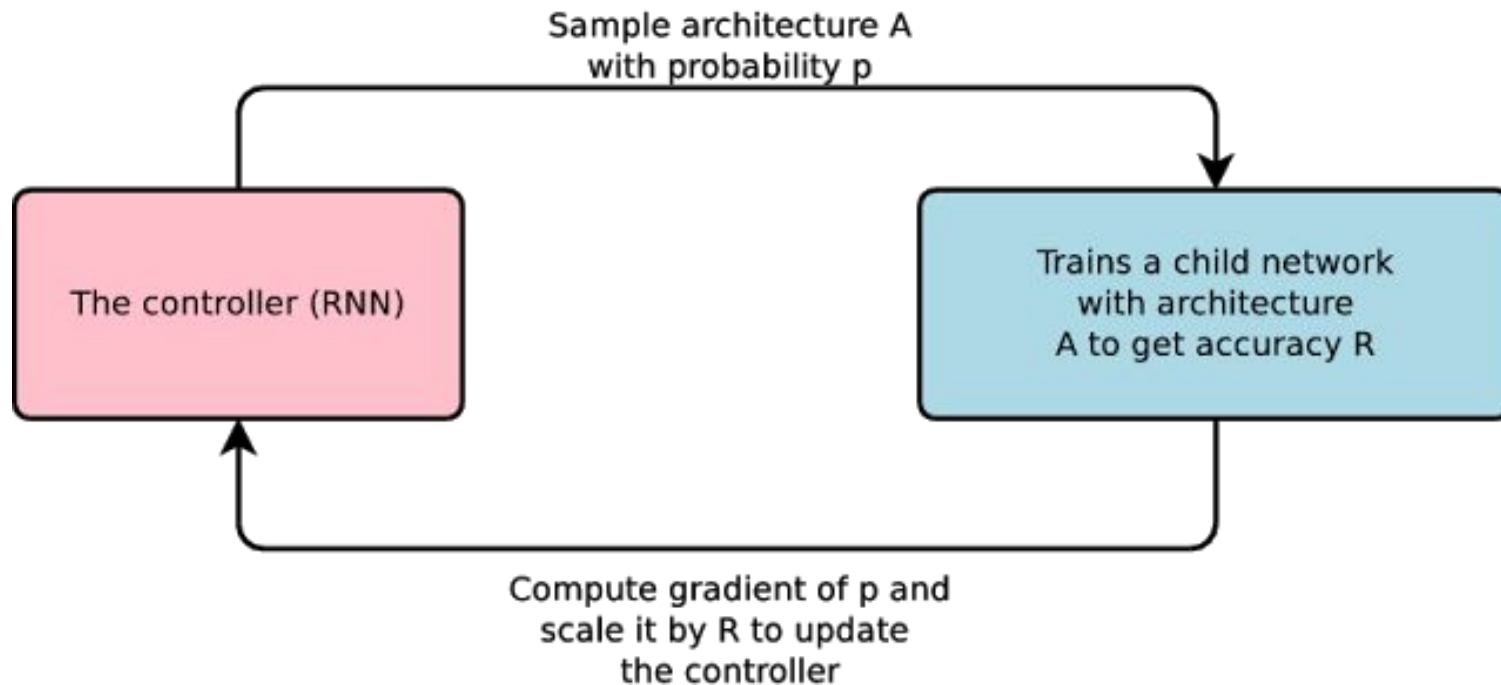 Sample architecture A
with probability p
The controller (RNN)
Trains a child network
with architecture
A to get accuracy R
Compute gradient of p and
scale it by R to update
the controller